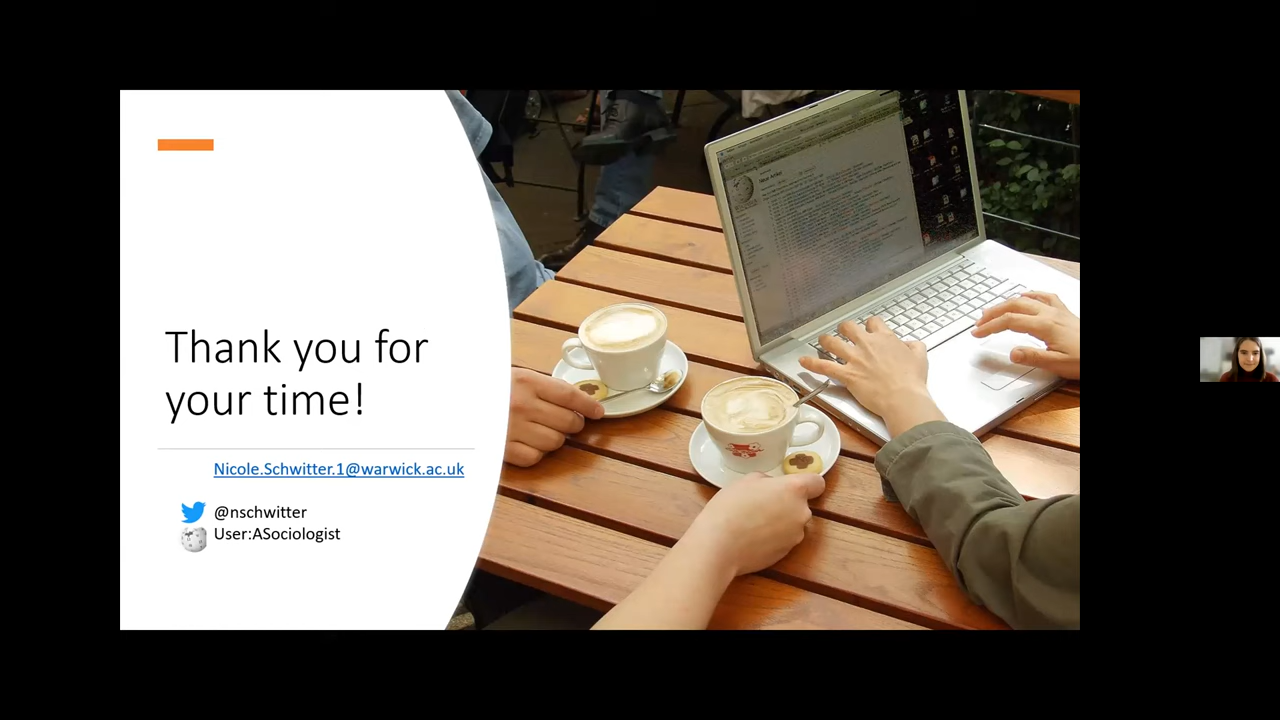 Thank you for
your time!
Nicole.Schwitter.1@warwick.ac.uk
@nschwitter
User:ASociologist